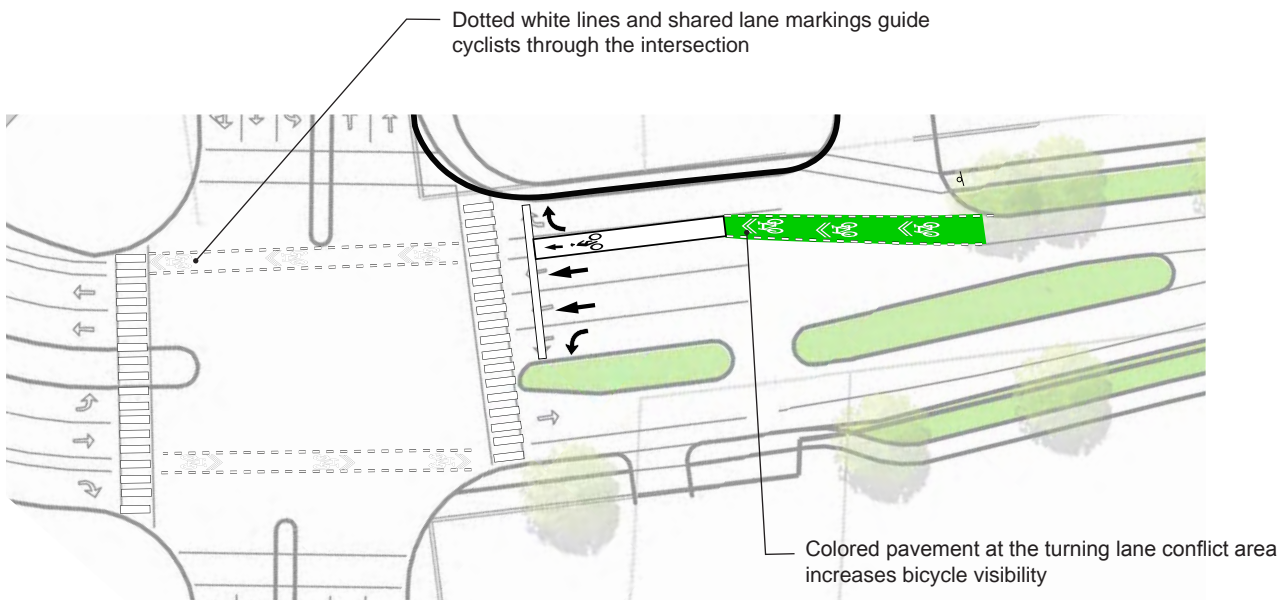 Dotted white lines and shared lane markings guide
cyclists through the intersection
Colored pavement at the turning lane conflict area
increases bicycle visibility